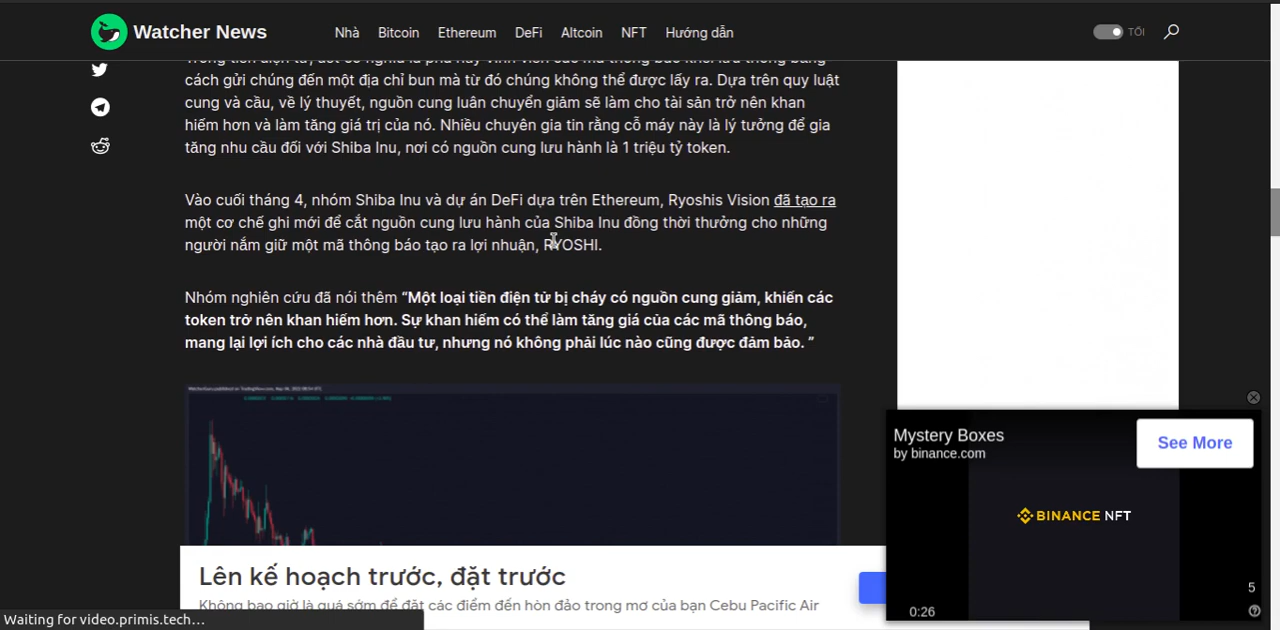 Watcher News
Nhà Bitcoin Ethereum DeFi Altcoin NFT Hướng dẫn
TỐI
cách gửi chúng đến một địa chỉ bun mà từ đó chúng không thể được lấy ra. Dựa trên quy luật
cung và cầu, về lý thuyết, nguồn cung luân chuyển giảm sẽ làm cho tài sản trở nên khan
hiếm hơn và làm tăng giá trị của nó. Nhiều chuyên gia tin rằng cỗ máy này là lý tưởng để gia
tăng nhu cầu đối với Shiba Inu, nơi có nguồn cung lưu hành là 1 triệu tỷ token.
Vào cuối tháng 4, nhóm Shiba Inu và dự án DeFi dựa trên Ethereum, Ryoshis Vision đã tạo ra
một cơ chế ghi mới để cắt nguồn cung lưu hành của Shiba Inu đồng thời thưởng cho những
người nắm giữ một mã thông báo tạo ra lợi nhuận, RYOSHI.
Nhóm nghiên cứu đã nói thêm “Một loại tiền điện tử bị cháy có nguồn cung giảm, khiến các
token trở nên khan hiếm hơn. Sự khan hiếm có thể làm tăng giá của các mã thông báo,
mang lại lợi ích cho các nhà đầu tư, nhưng nó không phải lúc nào cũng được đảm bảo. ”
Mystery Boxes
by binance.com
See More
BINANCE NFT
5
0:26
Lên kế hoạch trước, đặt trước
Không bao giờ là quá sớm để đặt các điểm đến hòn đảo trong mơ của bạn Cebu Pacific Air
Waiting for video.primis.tech...